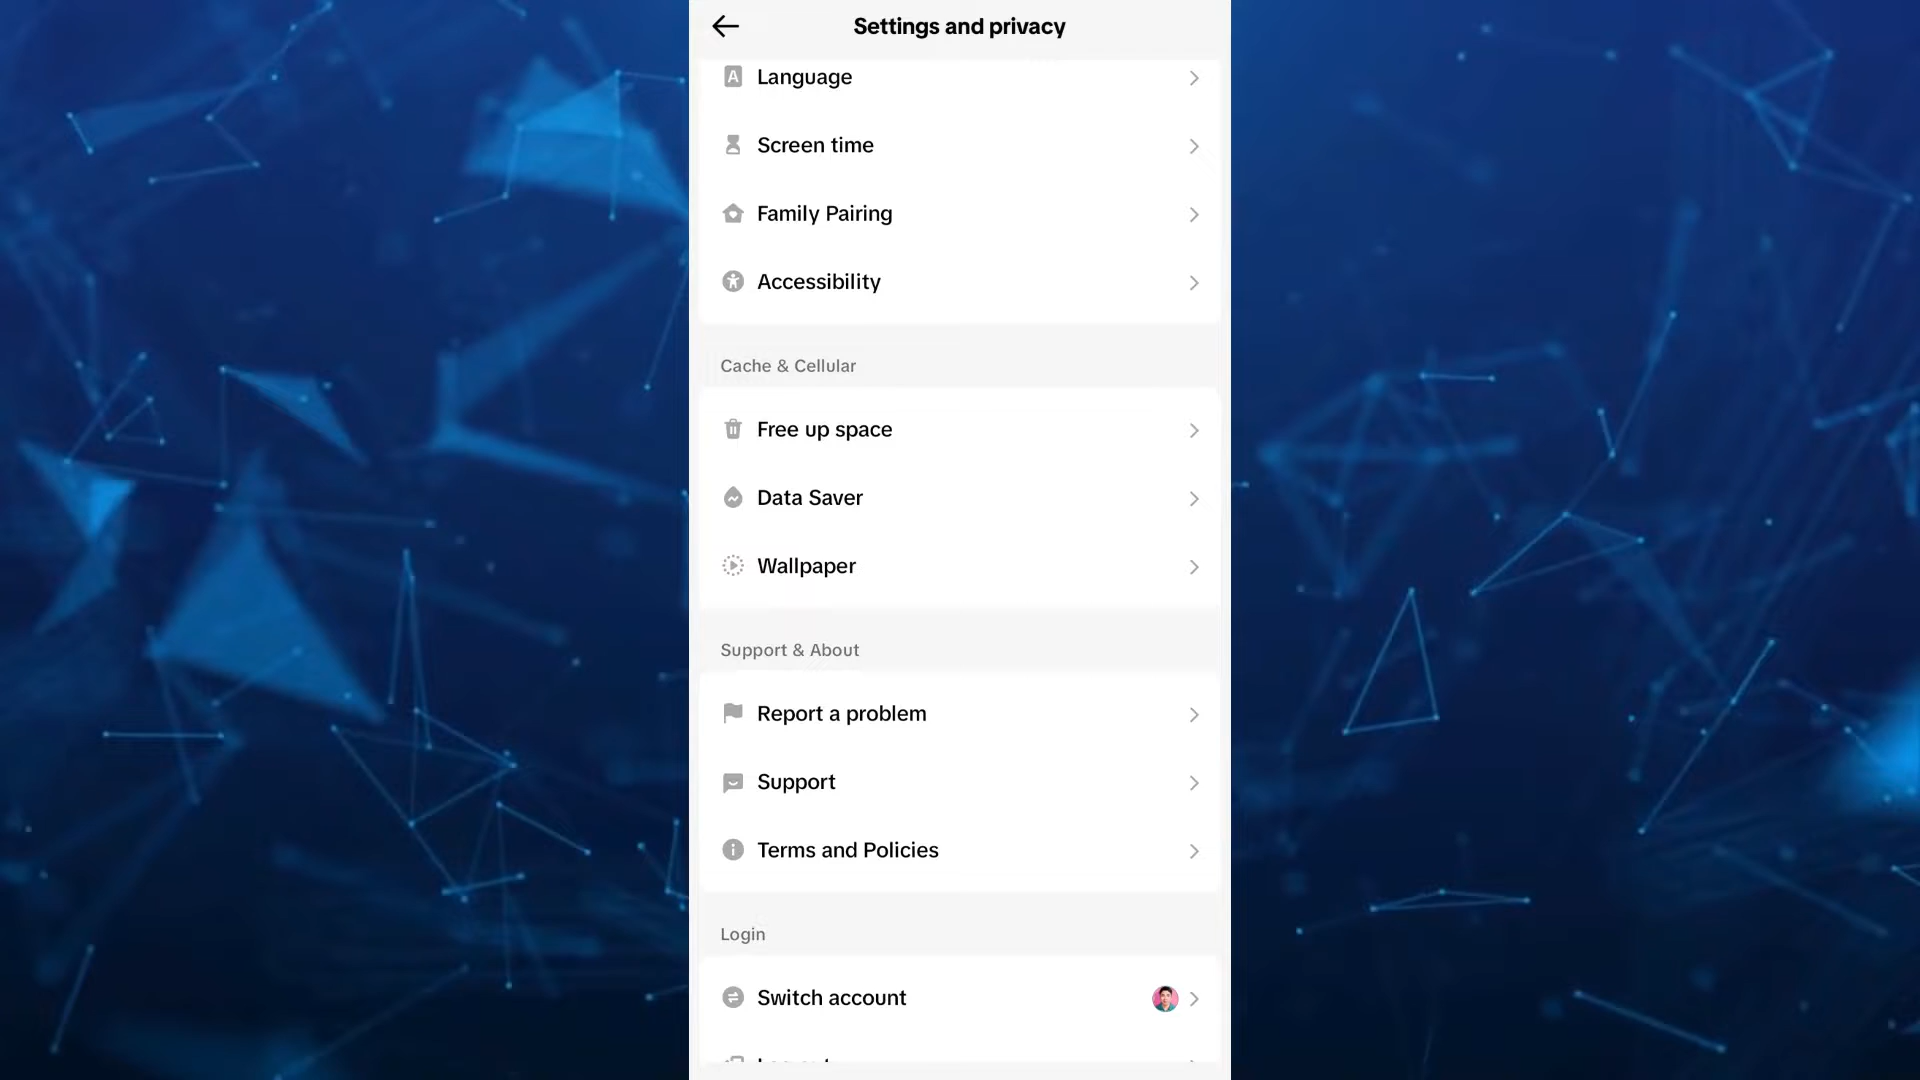 Settings and privacy
Language
Screen time
Family Pairing
Accessibility
Cache & Cellular
Free up space
Data Saver
Wallpaper
Support & About
Report a problem
Support
Terms and Policies
Login
Switch account